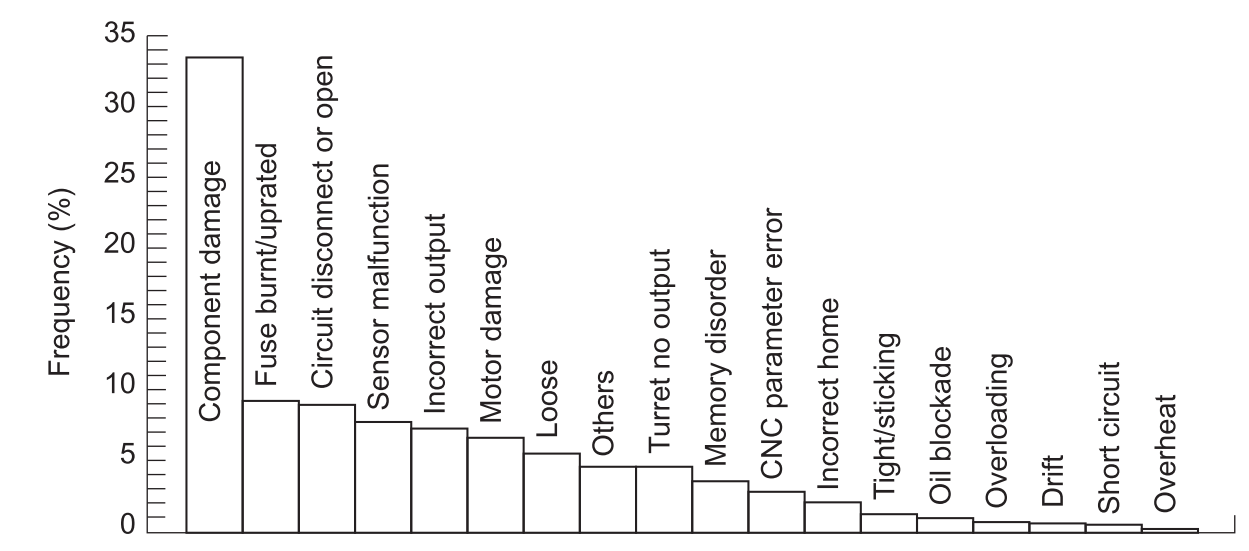 35
30
25
20
15
10
5
0
Frequency (%)
Component damage
Fuse burnt/uprated
Circuit disconnect or open
Sensor malfunction
Incorrect output
Motor damage
Loose
Others
Turret no output
Memory disorder
CNC parameter error
Incorrect home
Tight/sticking
Oil blockade
Overloading
Drift
Short circuit
Overheat